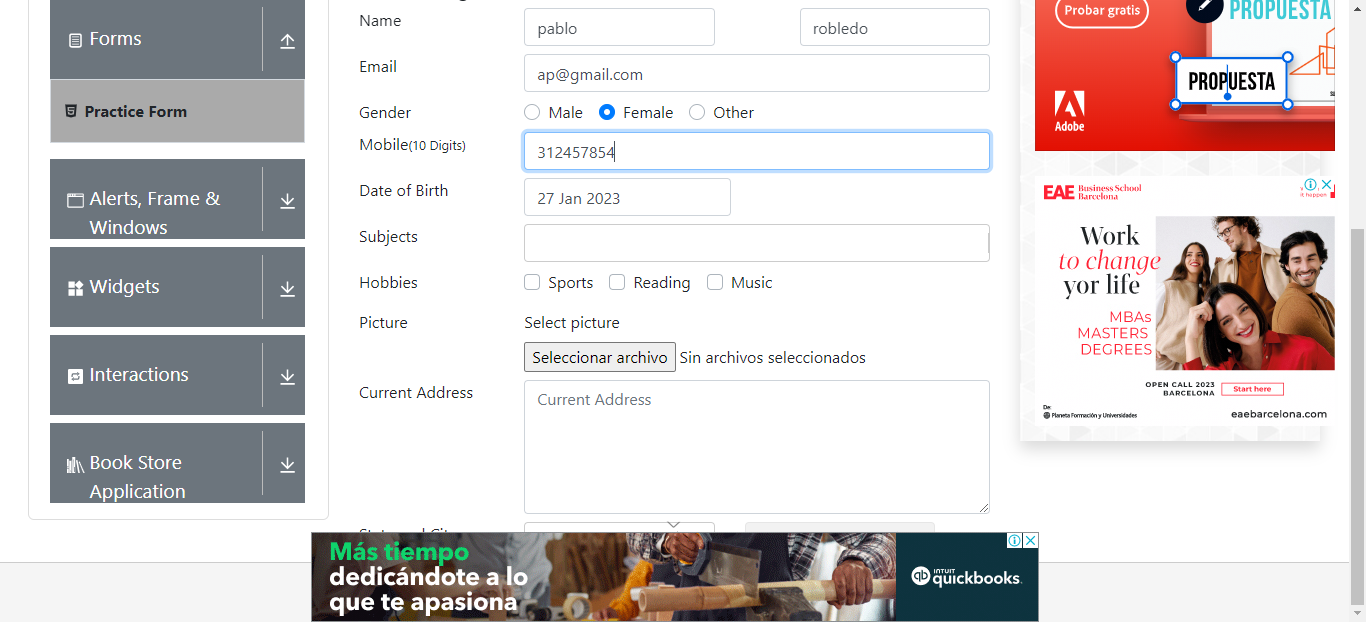 Forms
Practice Form
Alerts, Frame &
Windows
Widgets
Interactions
Book Store
Application
Name
pablo
robledo
Email
ap@gmail.com
Gender
Male
Female
Other
Mobile(10 Digits)
312457854
Date of Birth
27 Jan 2023
Subjects
Hobbies
Sports
Reading
Music
Picture
Select picture
Seleccionar archivo Sin archivos seleccionados
Current Address
Current Address
Probar gratis
PROPUESTA
PROPUESTA
Adobe
EAE Business School
Barcelona
it happen
Work
to change
yor life
MBAs
MASTERS
DEGREES
OPEN CALL 2023
BARCELONA
Start here
De:
Planeta Formación y Universidades
eaebarcelona.com
Más tiempo
dedicándote a lo
que te apasiona
INTUIT
quickbooks.